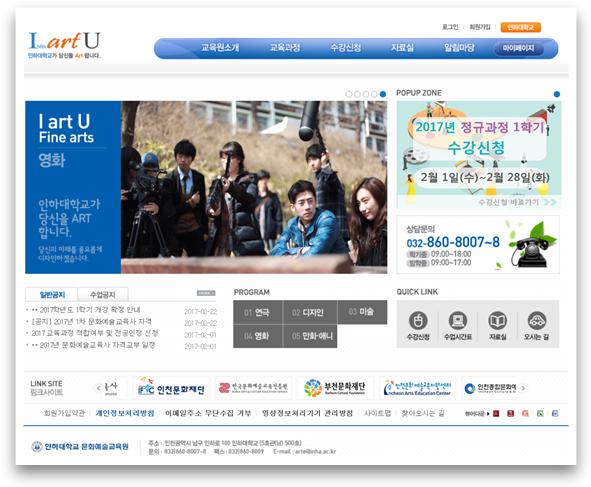 로그인 | 회원가입 | 인하대학교
INHA art U
인하대학교가 당신을 Art 합니다.
교육원소개 교육과정 수강신청 자료실 알림마당 마이페이지
I art U
Fine arts
영화
인하대학교가
당신을 ART
합니다.
당신의 미래를 풍요롭게
디자인하겠습니다.
POPUP ZONE
2017년 정규과정 1학기
수강신청
2월 1일(수)~2월 28일(화)
수강신청 바로가기
상담문의
032-860-8007~8
학기중 09:00~18:00
방학중 09:00~17:00
일반공지 수업공지
2017학년도 1학기 개강 확정 안내 2017-02-22
[공지] 2017년 1차 문화예술교육사 자격 2017-02-22
2017 교육과정 적합여부 및 전공인정 신청 2017-02-01
2017년 문화예술교육사 자격교부 일정 2017-02-01
PROGRAM
01 연극 02 디자인 03 미술
04 영화 05 만화·애니
QUICK LINK
수강신청 수업시간표 자료실 오시는 길
LINK SITE
링크사이트
인천문화재단
한국문화예술교육진흥원
부천문화재단
Bucheon Cultural Foundation
인천문화예술교육지원센터
Incheon Arts Education Center
인천종합문화예
회원가입약관 | 개인정보처리방침 | 이메일주소 무단수집 거부 | 영상정보처리기기 관리방침 | 사이트맵 | 찾아오시는 길
뷰어다운
인하대학교 문화예술교육원
주소 : 인천광역시 남구 인하로 100 인하대학교 [5호관(남) 500호]
문의 : 032)860-8007~8 팩스: 032)860-8009 E-mail : arte@inha.ac.kr